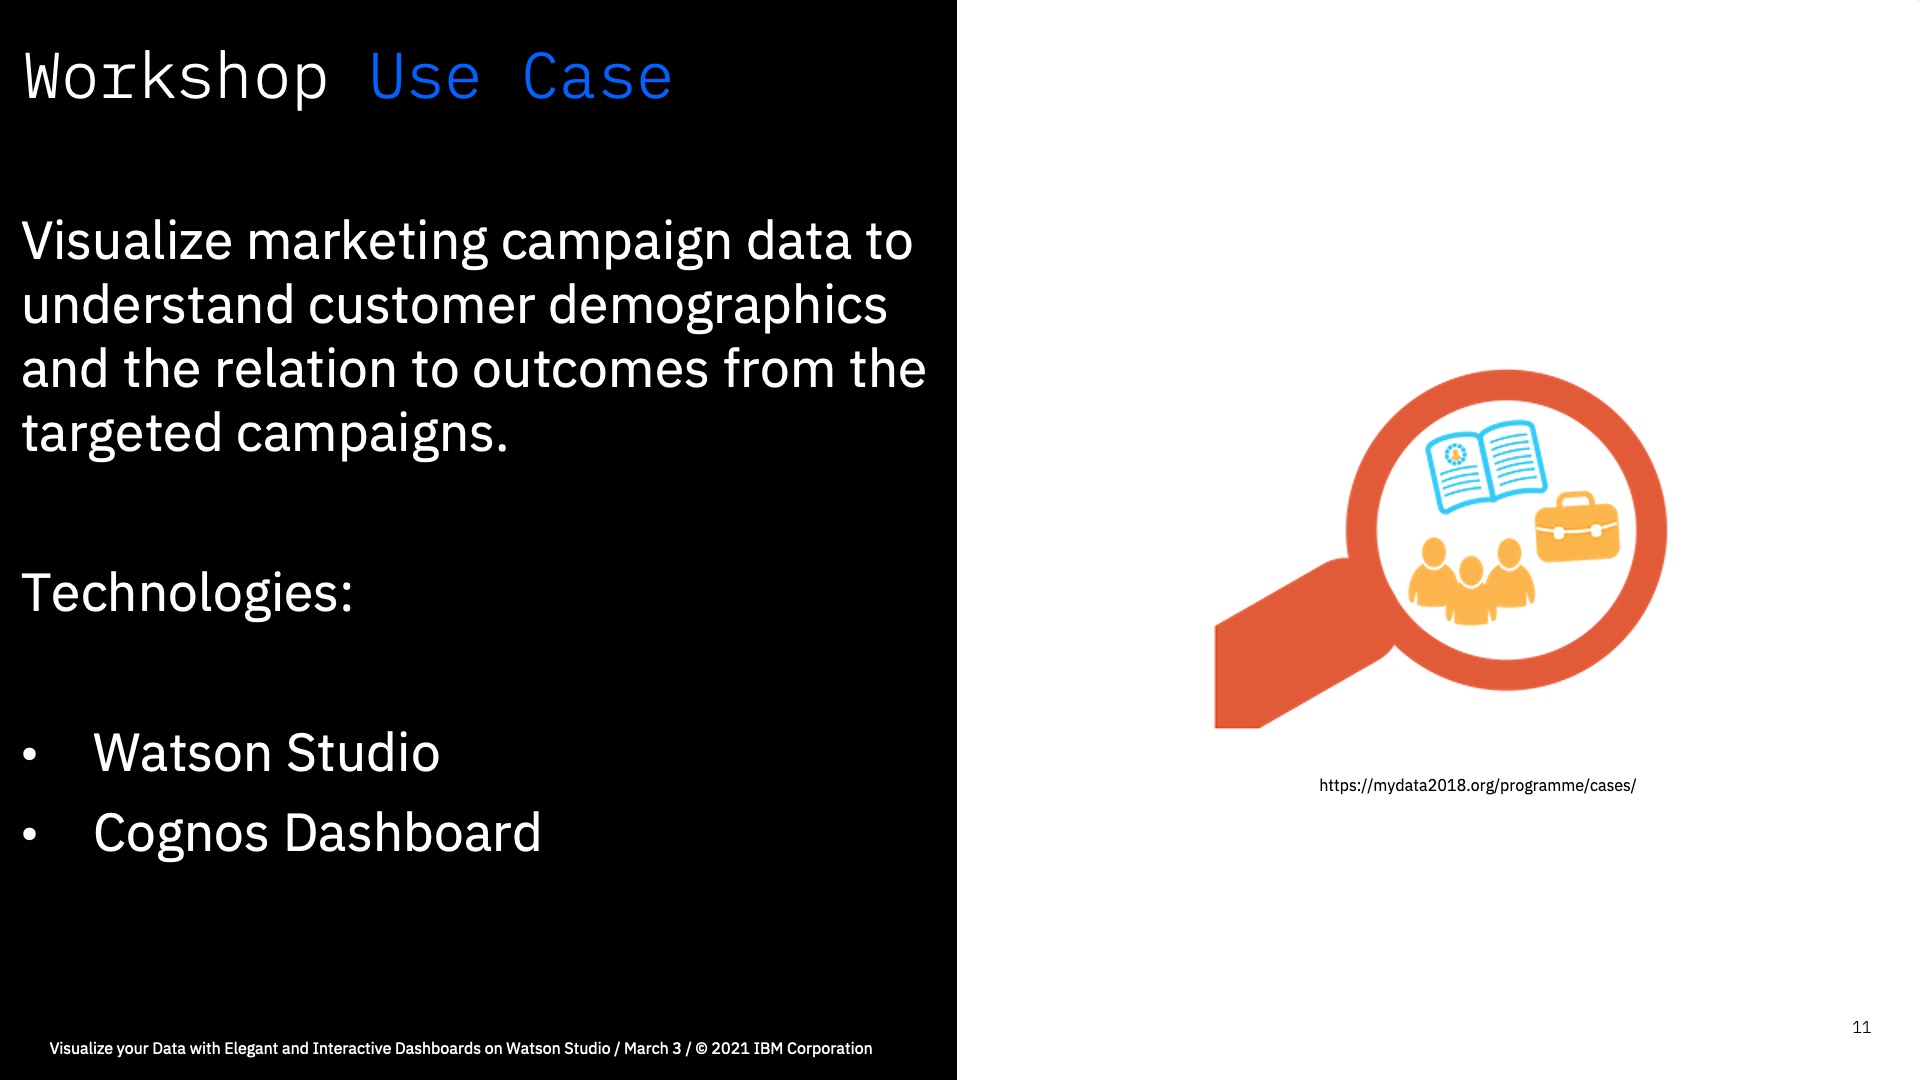 Workshop Use Case
Visualize marketing campaign data to
understand customer demographics
and the relation to outcomes from the
targeted campaigns.
Technologies:
• Watson Studio
• Cognos Dashboard
https://mydata2018.org/programme/cases/
Visualize your Data with Elegant and Interactive Dashboards on Watson Studio / March 3 / © 2021 IBM Corporation
11